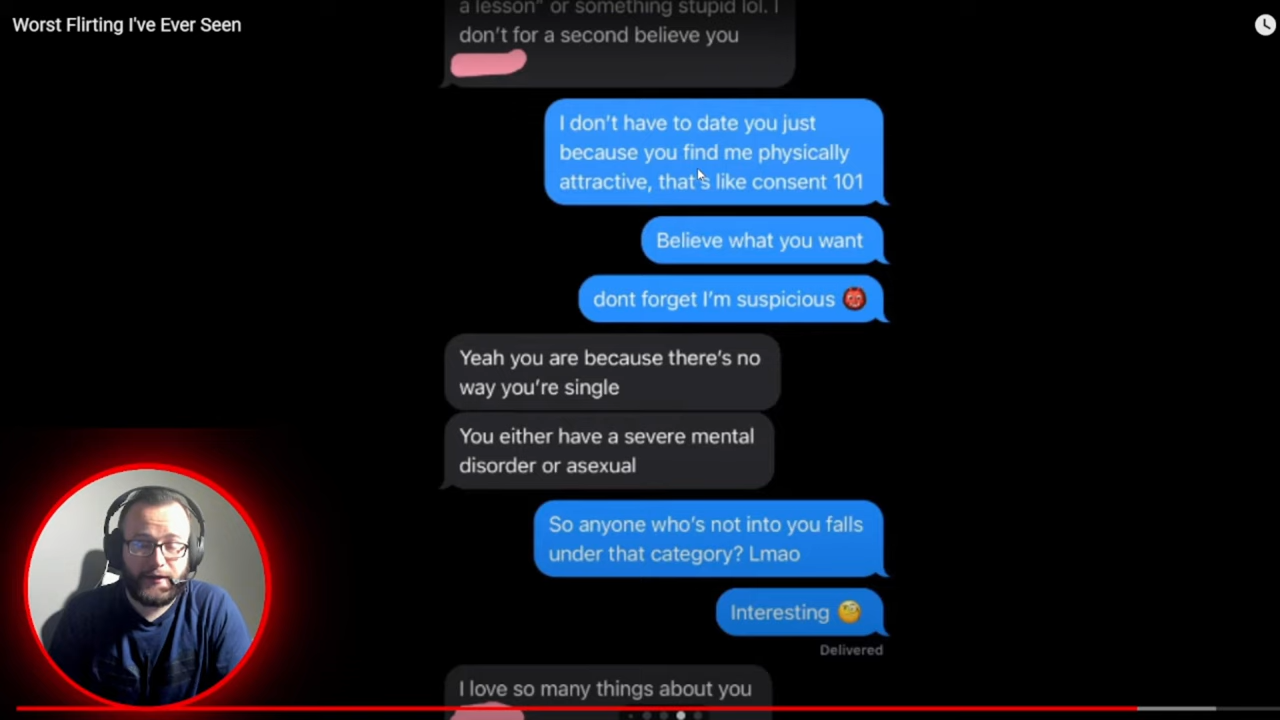 Worst Flirting I've Ever Seen
a lesson" or something stupid lol. I
don't for a second believe you
I don't have to date you just
because you find me physically
attractive, that's like consent 101
Believe what you want
dont forget I'm suspicious 👹
Yeah you are because there's no
way you're single
You either have a severe mental
disorder or asexual
So anyone who's not into you falls
under that category? Lmao
Interesting 🧐
Delivered
I love so many things about you